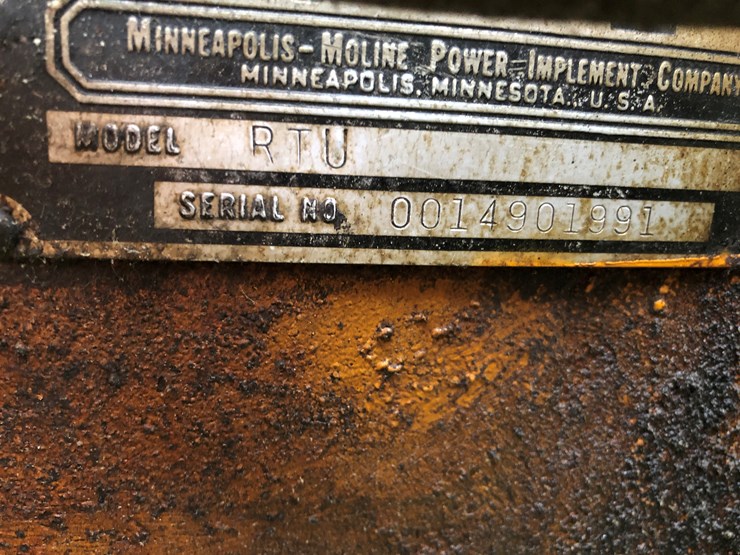 MINNEAPOLIS-MOLINE POWER IMPLEMENT COMPANY
MINNEAPOLIS, MINNESOTA, U.S.A.
MODEL RTU
SERIAL NO. 0014901991